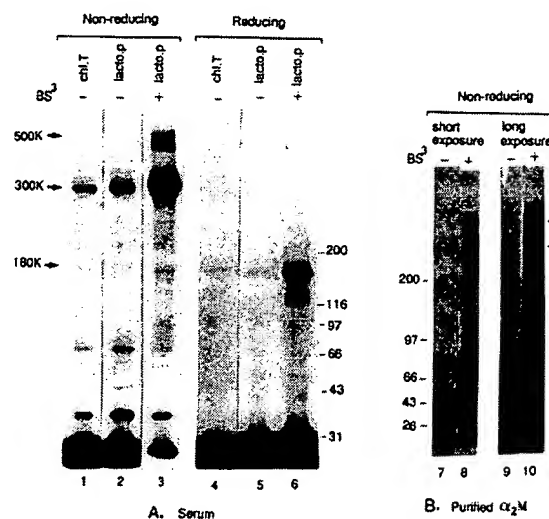 Non-reducing
Reducing
chl.T
lacto.p
lacto.p
chl.T
lacto.p
lacto.p
BS3
- - + - - +
500K
300K
180K
200
116
97
66
43
31
1 2 3 4 5 6
A. Serum
Non-reducing
short exposure
long exposure
BS3
- + - +
200
97
66
43
26
7 8 9 10
B. Purified α2M